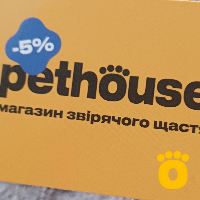 -5%
pethouse
магазин звірячого щаст